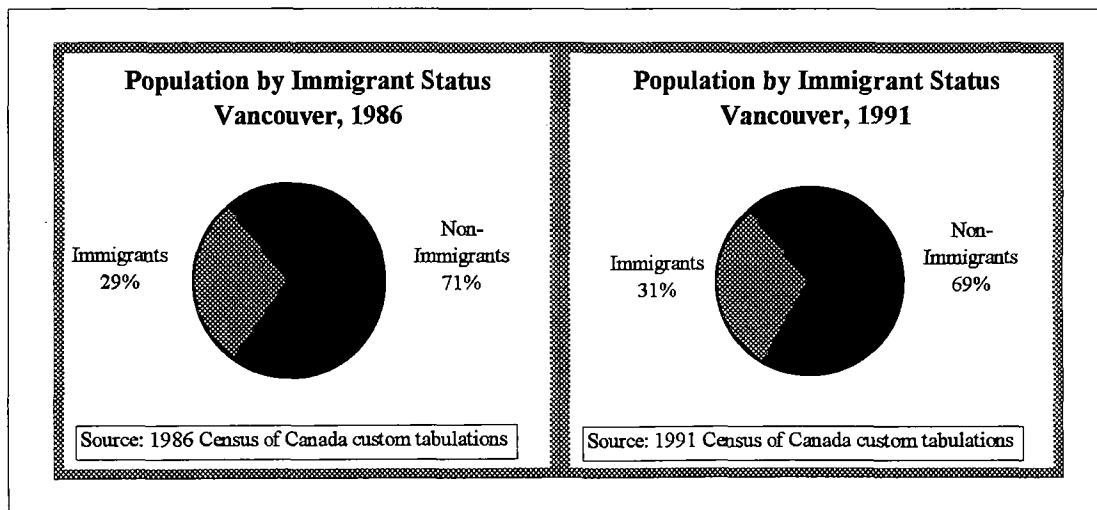 Population by Immigrant Status
Vancouver, 1986
Immigrants
29%
Non-
Immigrants
71%
Source: 1986 Census of Canada custom tabulations
Population by Immigrant Status
Vancouver, 1991
Immigrants
31%
Non-
Immigrants
69%
Source: 1991 Census of Canada custom tabulations